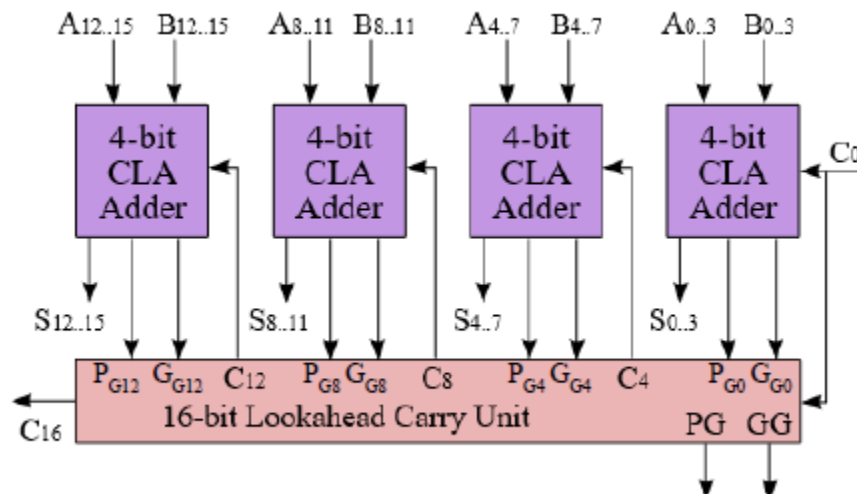 A12..15 B12..15 A8..11 B8..11 A4..7 B4..7 A0..3 B0..3
4-bit CLA Adder
4-bit CLA Adder
4-bit CLA Adder
4-bit CLA Adder
C0
S12..15 S8..11 S4..7 S0..3
PG12 GG12 C12 PG8 GG8 C8 PG4 GG4 C4 PG0 GG0
C16
16-bit Lookahead Carry Unit
PG GG